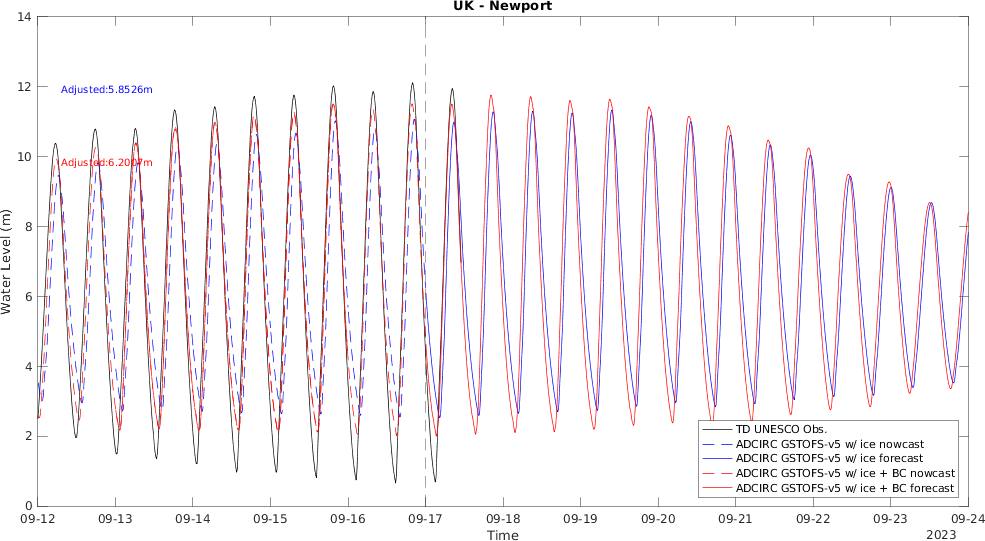 UK - Newport
14
12
10
8
6
4
2
0
Water Level (m)
Adjusted:5.8526m
Adjusted:6.2007m
TD UNESCO Obs.
ADCIRC GSTOFS-v5 w/ ice nowcast
ADCIRC GSTOFS-v5 w/ ice forecast
ADCIRC GSTOFS-v5 w/ ice + BC nowcast
ADCIRC GSTOFS-v5 w/ ice + BC forecast
09-12 09-13 09-14 09-15 09-16 09-17 09-18 09-19 09-20 09-21 09-22 09-23 09-24
Time
2023